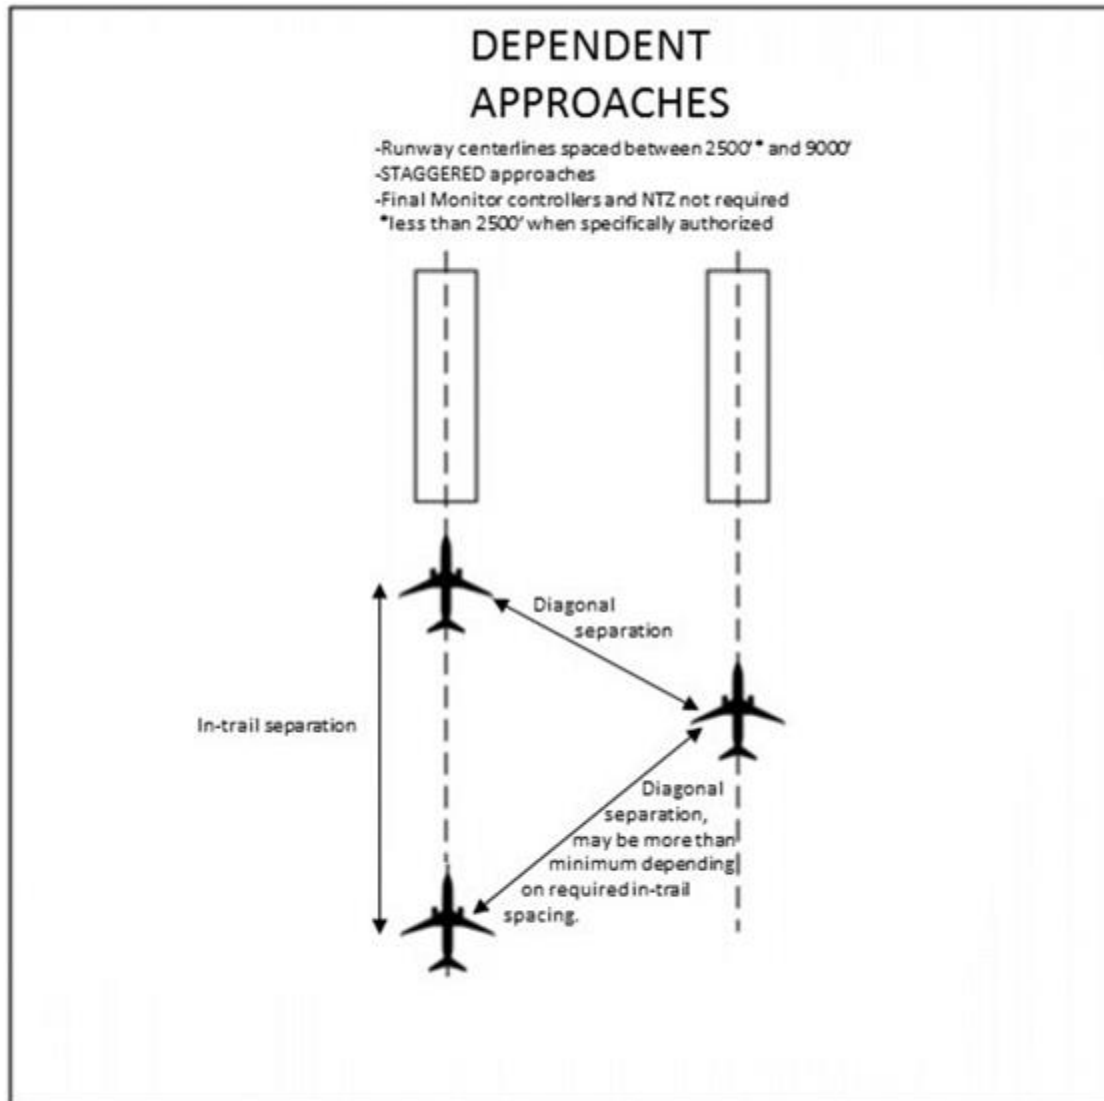 DEPENDENT
APPROACHES
-Runway centerlines spaced between 2500'* and 9000'
-STAGGERED approaches
-Final Monitor controllers and NTZ not required
*less than 2500' when specifically authorized
Diagonal
separation
In-trail separation
Diagonal
separation,
may be more than
minimum depending
on required in-trail
spacing.